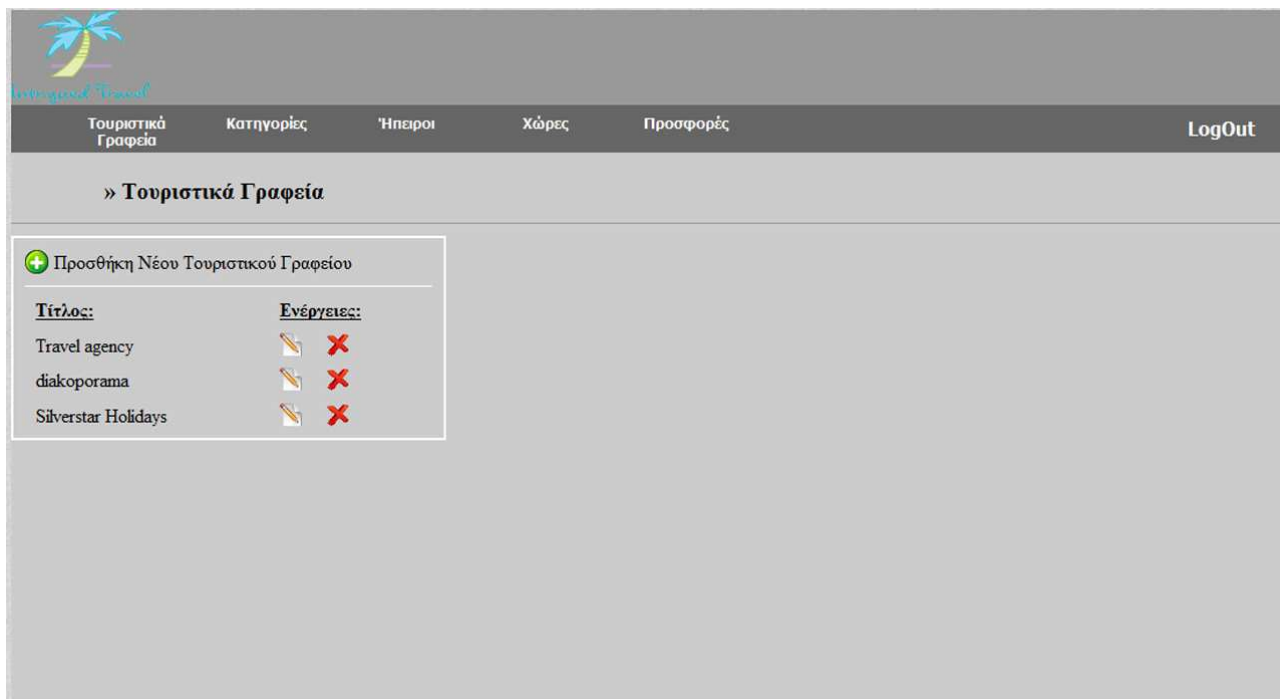 Τουριστικά
Γραφεία
Κατηγορίες
Ήπειροι
Χώρες
Προσφορές
LogOut
» Τουριστικά Γραφεία
Προσθήκη Νέου Τουριστικού Γραφείου
Τίτλος: Ενέργειες:
Travel agency
diakoporama
Silverstar Holidays